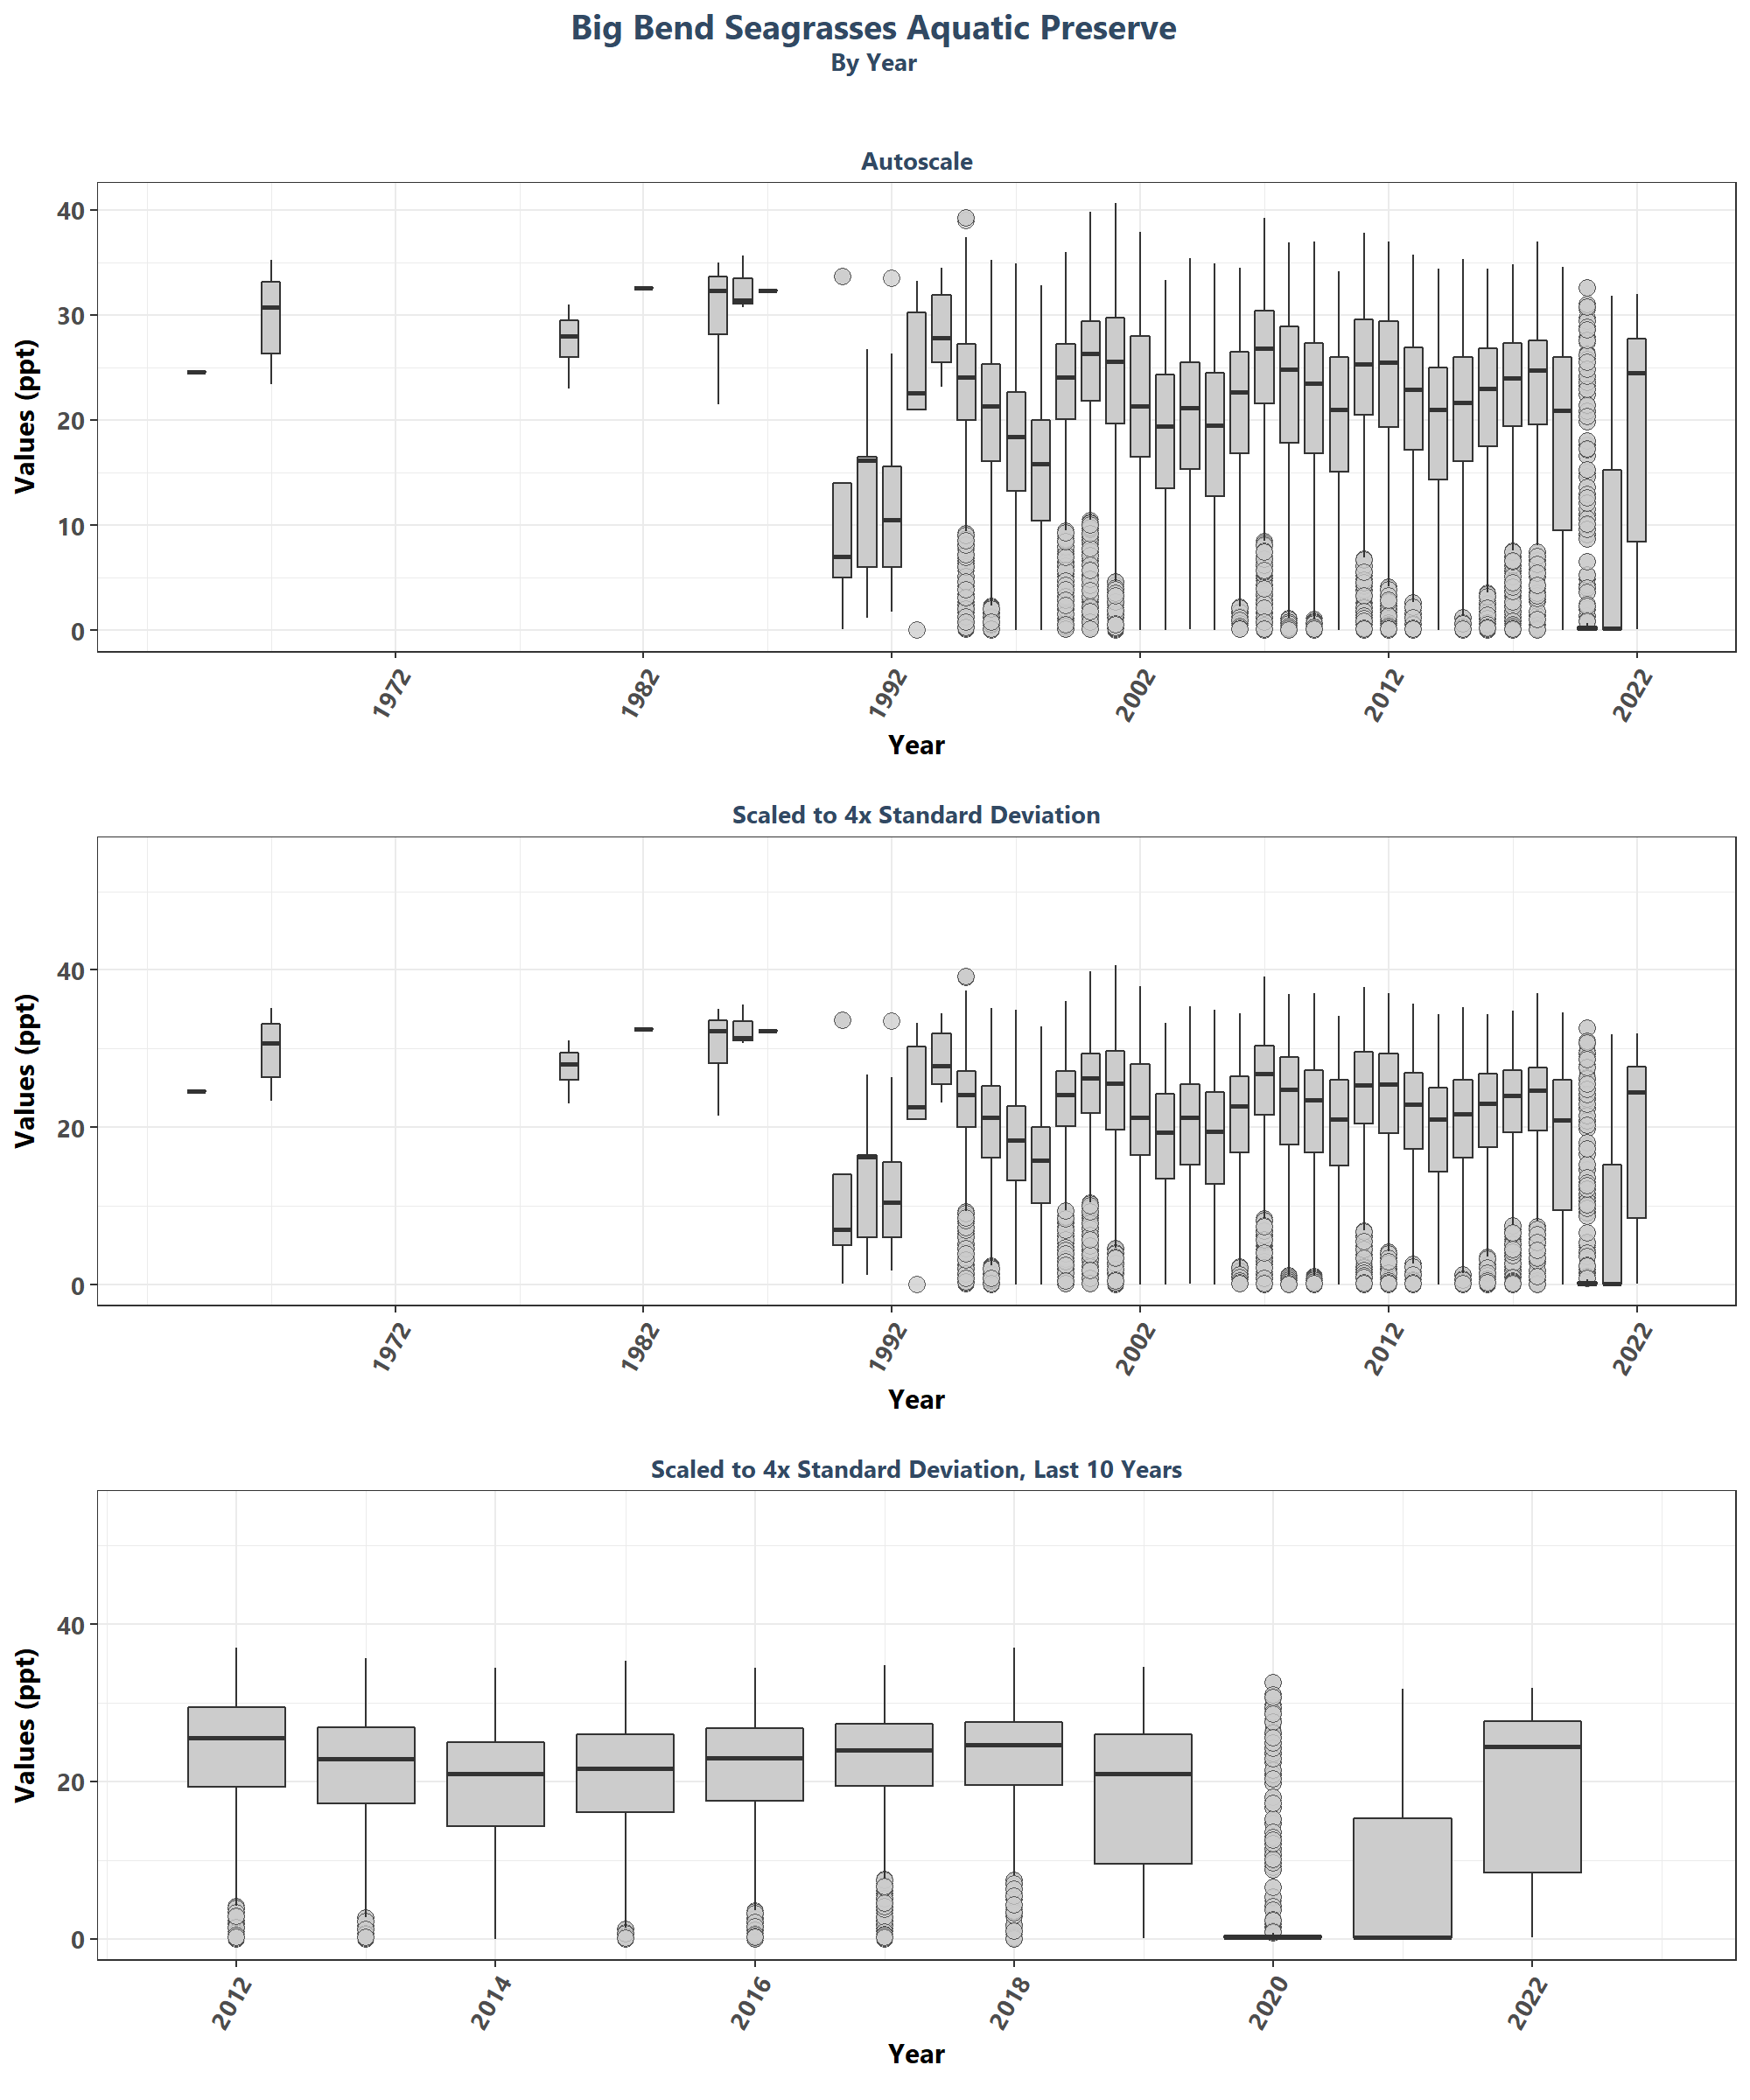 Big Bend Seagrasses Aquatic Preserve
By Year
Autoscale
Values (ppt)
40
30
20
10
0
1972
1982
1992
2002
2012
2022
Year
Scaled to 4x Standard Deviation
Values (ppt)
40
20
0
1972
1982
1992
2002
2012
2022
Year
Scaled to 4x Standard Deviation, Last 10 Years
Values (ppt)
40
20
0
2012
2014
2016
2018
2020
2022
Year